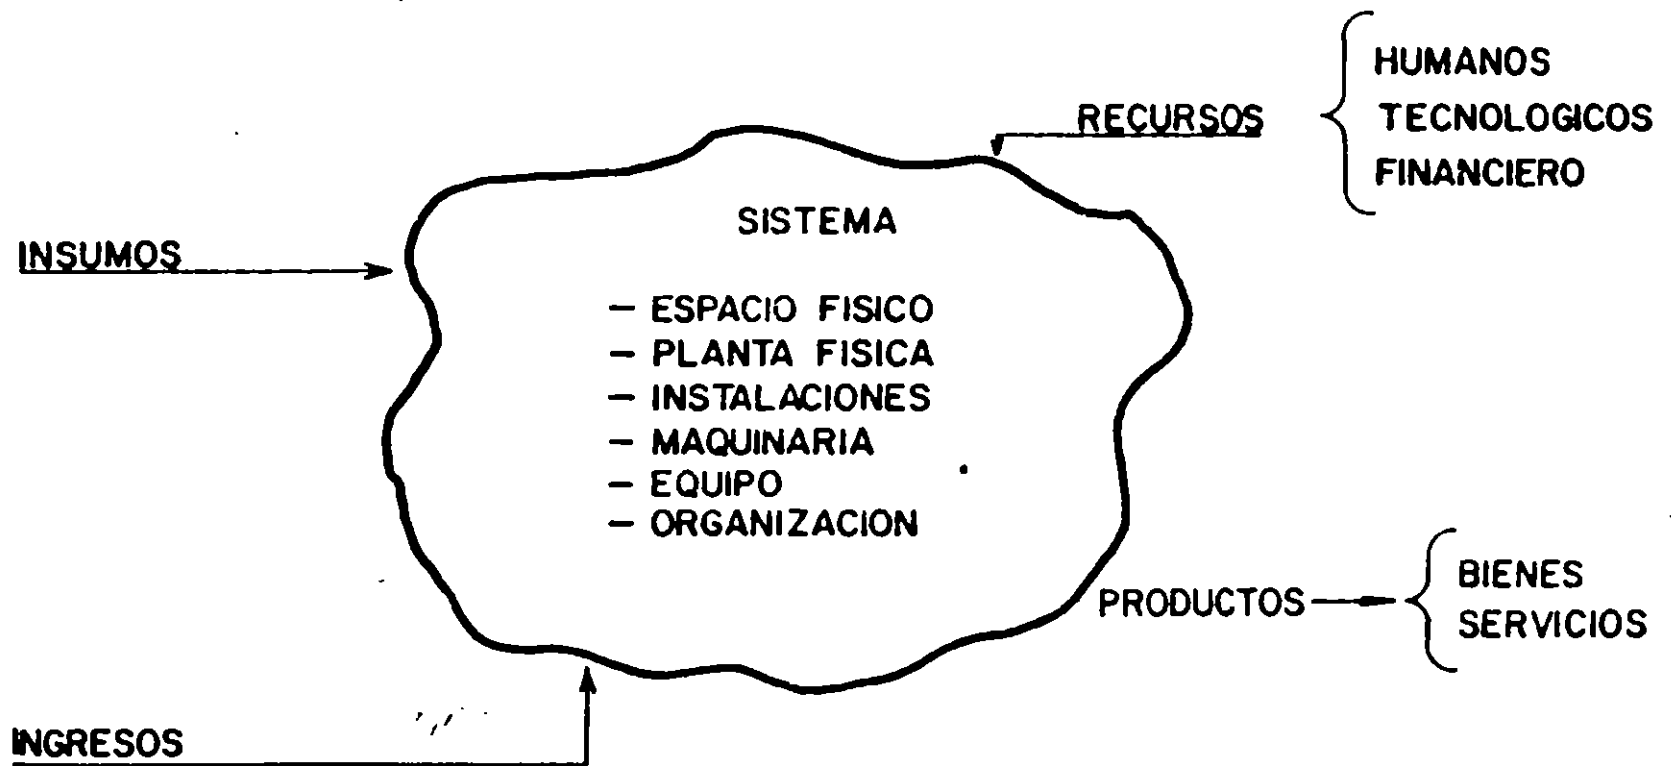 HUMANOS
RECURSOS
TECNOLOGICOS
FINANCIERO
SISTEMA
INSUMOS
— ESPACIO FISICO
— PLANTA FISICA
— INSTALACIONES
— MAQUINARIA
— EQUIPO
— ORGANIZACION
PRODUCTOS
BIENES
SERVICIOS
INGRESOS